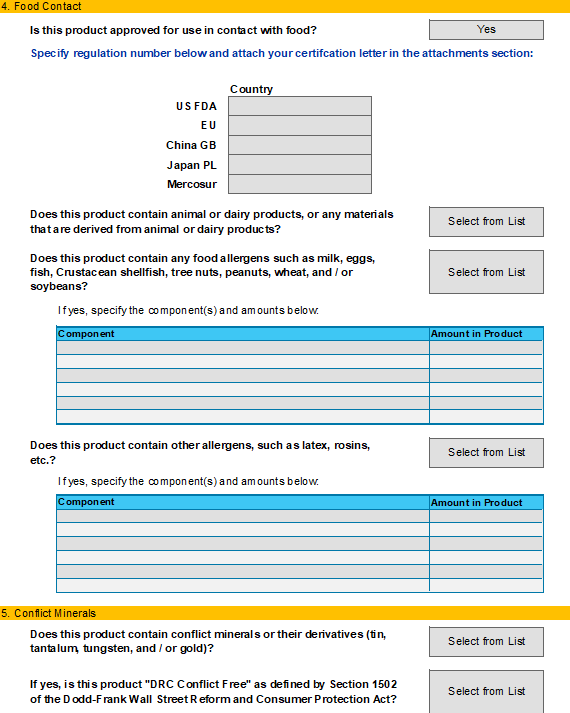 4. Food Contact
Is this product approved for use in contact with food? Yes
Specify regulation number below and attach your certifcation letter in the attachments section:
Country
US FDA
EU
China GB
Japan PL
Mercosur
Does this product contain animal or dairy products, or any materials
that are derived from animal or dairy products?
Select from List
Does this product contain any food allergens such as milk, eggs,
fish, Crustacean shellfish, tree nuts, peanuts, wheat, and / or
soybeans?
Select from List
If yes, specify the component(s) and amounts below:
Component Amount in Product
Does this product contain other allergens, such as latex, rosins,
etc.?
Select from List
If yes, specify the component(s) and amounts below:
Component Amount in Product
5. Conflict Minerals
Does this product contain conflict minerals or their derivatives (tin,
tantalum, tungsten, and / or gold)?
Select from List
If yes, is this product "DRC Conflict Free" as defined by Section 1502
of the Dodd-Frank Wall Street Reform and Consumer Protection Act?
Select from List